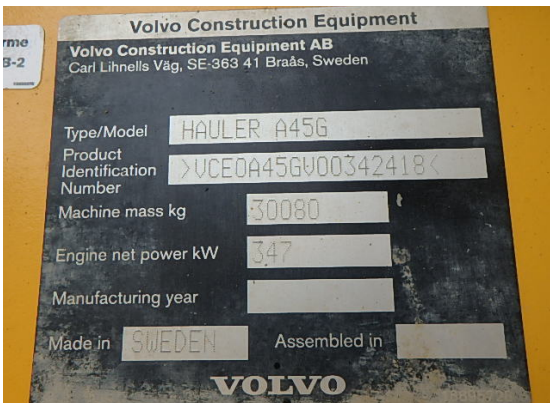 Volvo Construction Equipment
rme
B-2
Volvo Construction Equipment AB
Carl Lihnells Väg, SE-363 41 Braås, Sweden
Type/Model HAULER A45G
Product Identification Number >VCE0A45GV00342418<
Machine mass kg 30080
Engine net power kW 347
Manufacturing year
Made in SWEDEN Assembled in
VOLVO